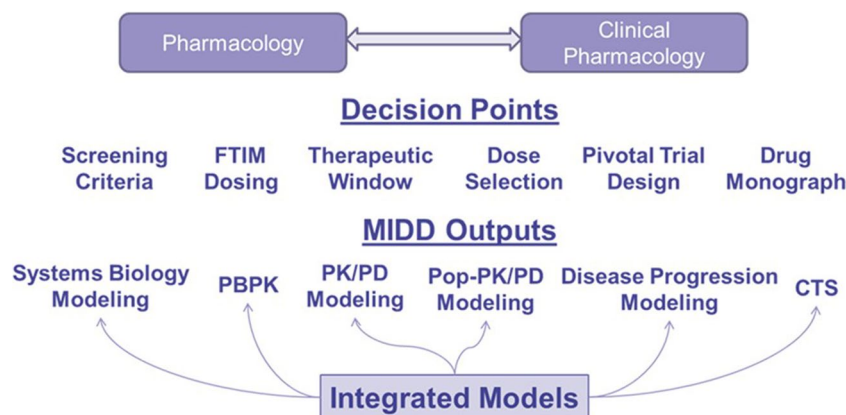 Pharmacology
Clinical
Pharmacology
Decision Points
Screening
Criteria
FTIM
Dosing
Therapeutic
Window
Dose
Selection
Pivotal Trial
Design
Drug
Monograph
MIDD Outputs
Systems Biology
Modeling
PBPK
PK/PD
Modeling
Pop-PK/PD
Modeling
Disease Progression
Modeling
CTS
Integrated Models